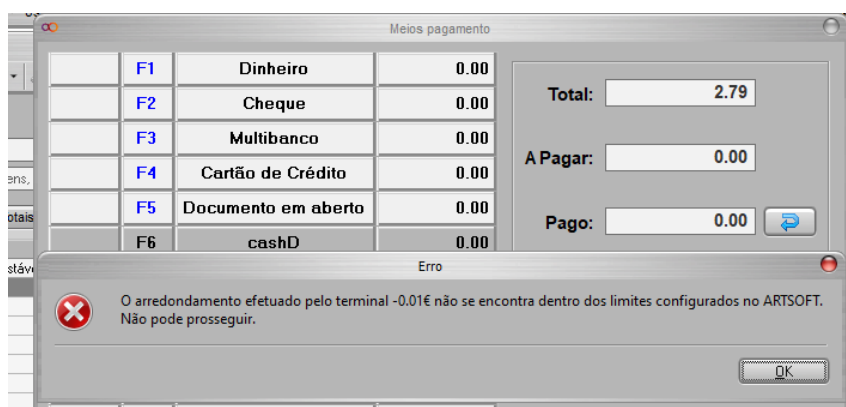 Meios pagamento
F1 Dinheiro 0.00
F2 Cheque 0.00
F3 Multibanco 0.00
F4 Cartão de Crédito 0.00
F5 Documento em aberto 0.00
F6 cashD 0.00
Total: 2.79
A Pagar: 0.00
Pago: 0.00
ens,
otais
stáv
Erro
O arredondamento efetuado pelo terminal -0.01€ não se encontra dentro dos limites configurados no ARTSOFT.
Não pode prosseguir.
OK